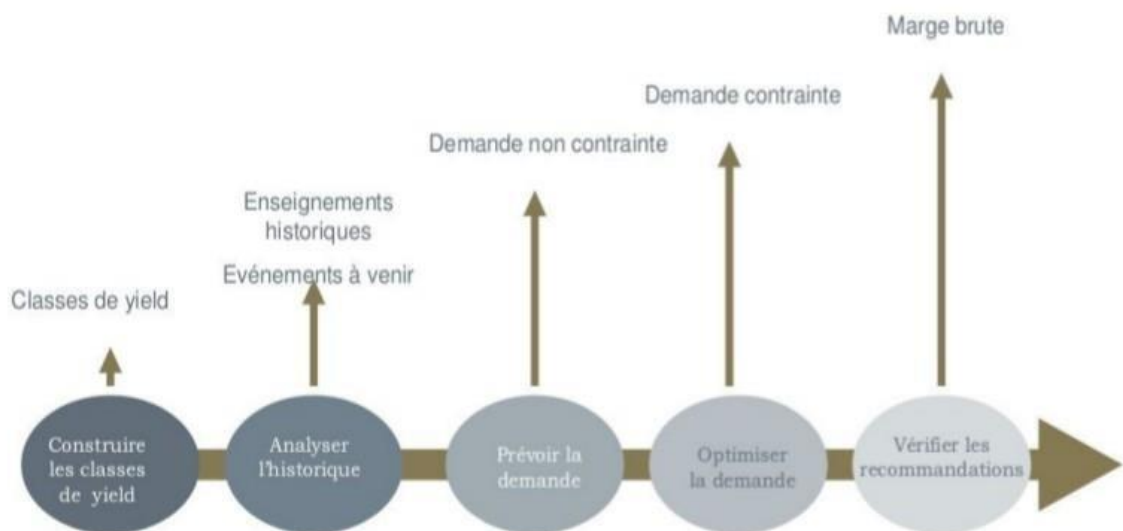 Marge brute
Demande contrainte
Demande non contrainte
Enseignements
historiques
Evénements à venir
Classes de yield
Construire
les classes
de yield
Analyser
l'historique
Prévoir la
demande
Optimiser
la demande
Vérifier les
recommandations